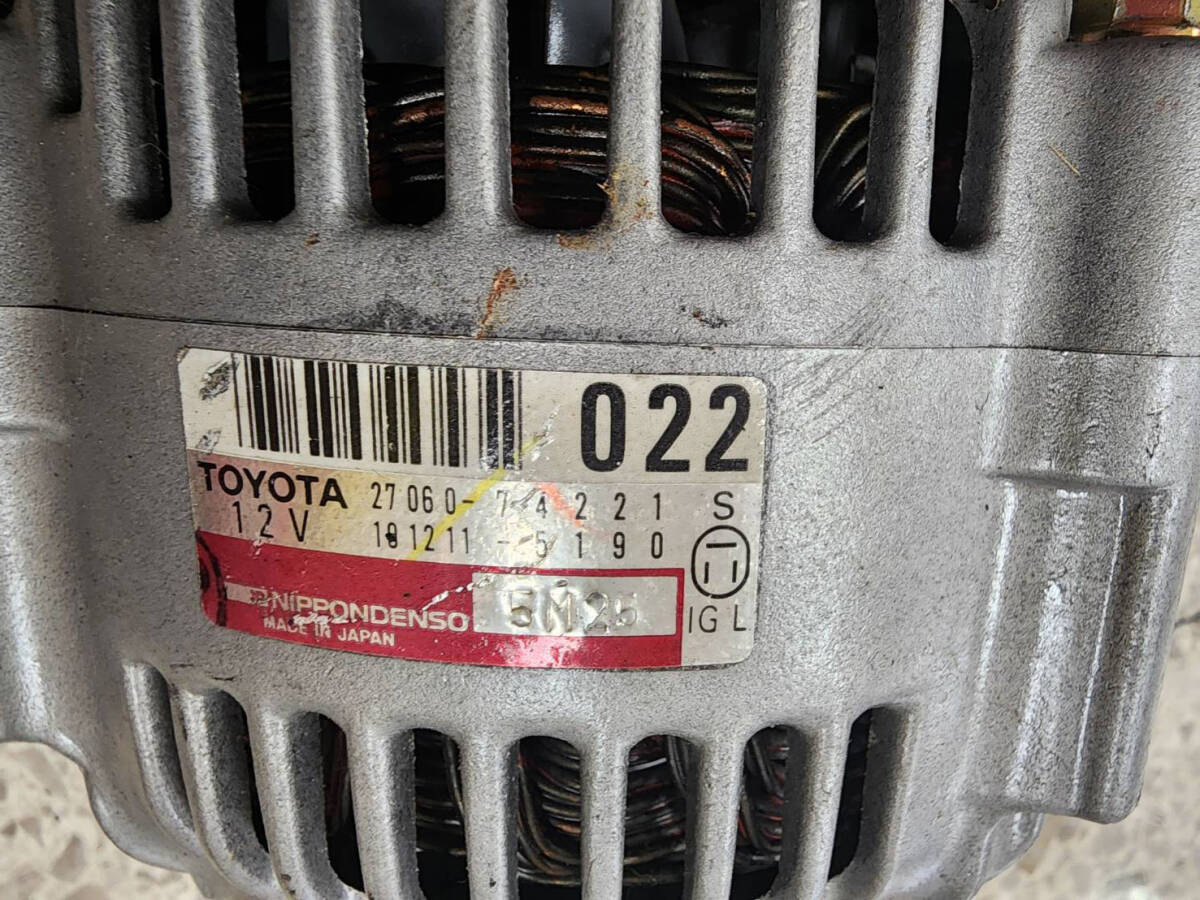 022
TOYOTA 27060-74221 S
12V 101211-5190
NIPPONDENSO 5M25
MADE IN JAPAN IG L